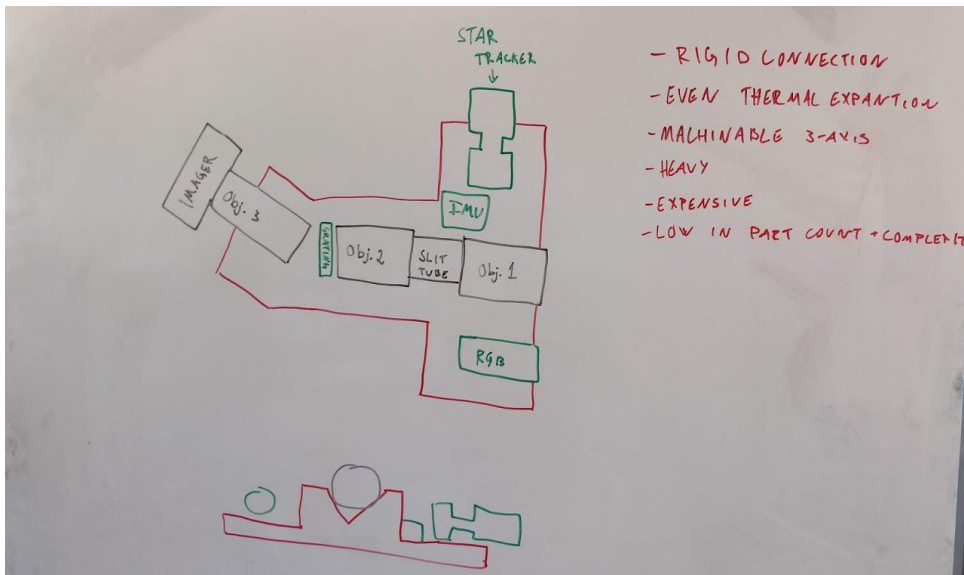 STAR
TRACKER
IMAGER
Obj. 3
GRATING
Obj. 2
SLIT
TUBE
Obj. 1
IMU
RGB
- RIGID CONNECTION
- EVEN THERMAL EXPANTION
- MACHINABLE 3-AXIS
- HEAVY
- EXPENSIVE
- LOW IN PART COUNT + COMPLEXIT